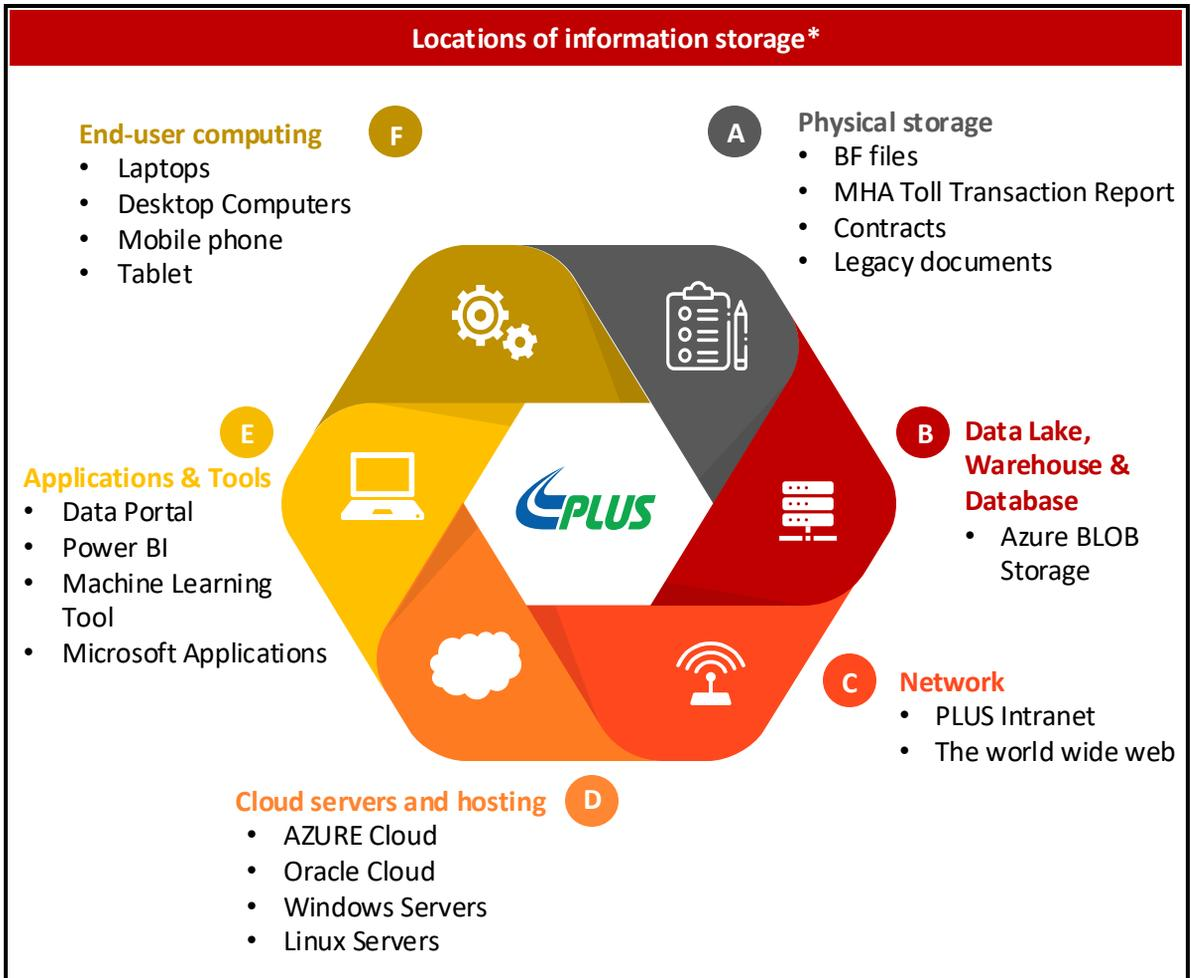 Locations of information storage*
F
End-user computing
• Laptops
• Desktop Computers
• Mobile phone
• Tablet
A
Physical storage
• BF files
• MHA Toll Transaction Report
• Contracts
• Legacy documents
E
Applications & Tools
• Data Portal
• Power BI
• Machine Learning
Tool
• Microsoft Applications
PLUS
B
Data Lake,
Warehouse &
Database
• Azure BLOB
Storage
C
Network
• PLUS Intranet
• The world wide web
Cloud servers and hosting
D
• AZURE Cloud
• Oracle Cloud
• Windows Servers
• Linux Servers